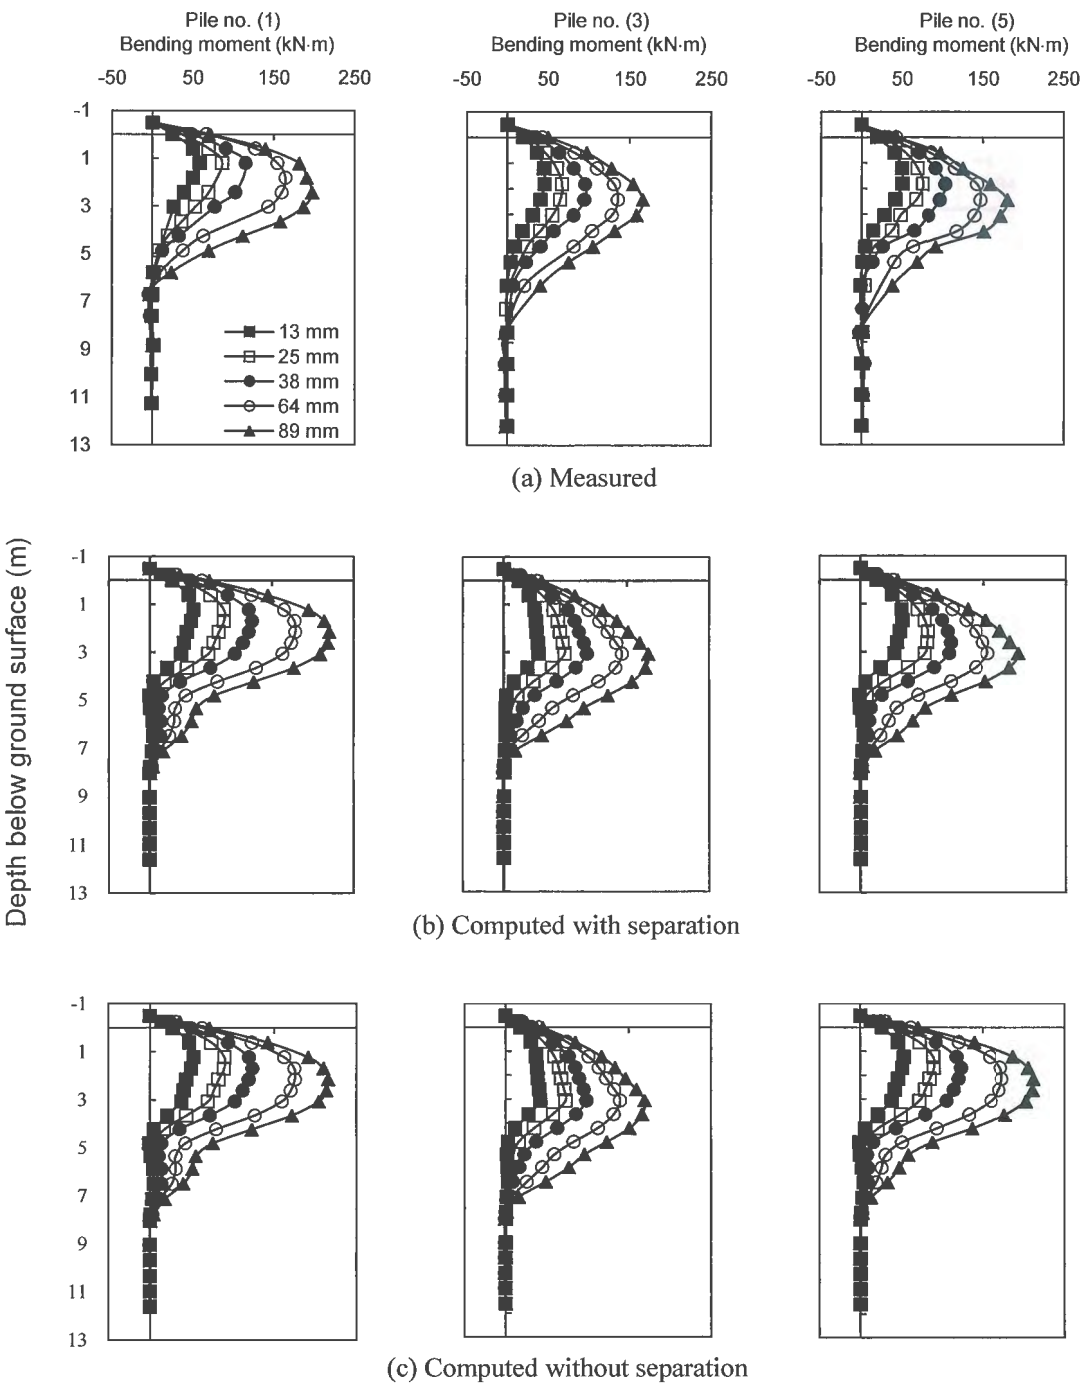 Pile no. (1)
Bending moment (kN·m)
-50 50 150 250
Pile no. (3)
Bending moment (kN·m)
-50 50 150 250
Pile no. (5)
Bending moment (kN·m)
-50 50 150 250
-1
1
3
5
7
9
11
13
13 mm
25 mm
38 mm
64 mm
89 mm
(a) Measured
Depth below ground surface (m)
-1
1
3
5
7
9
11
13
(b) Computed with separation
-1
1
3
5
7
9
11
13
(c) Computed without separation